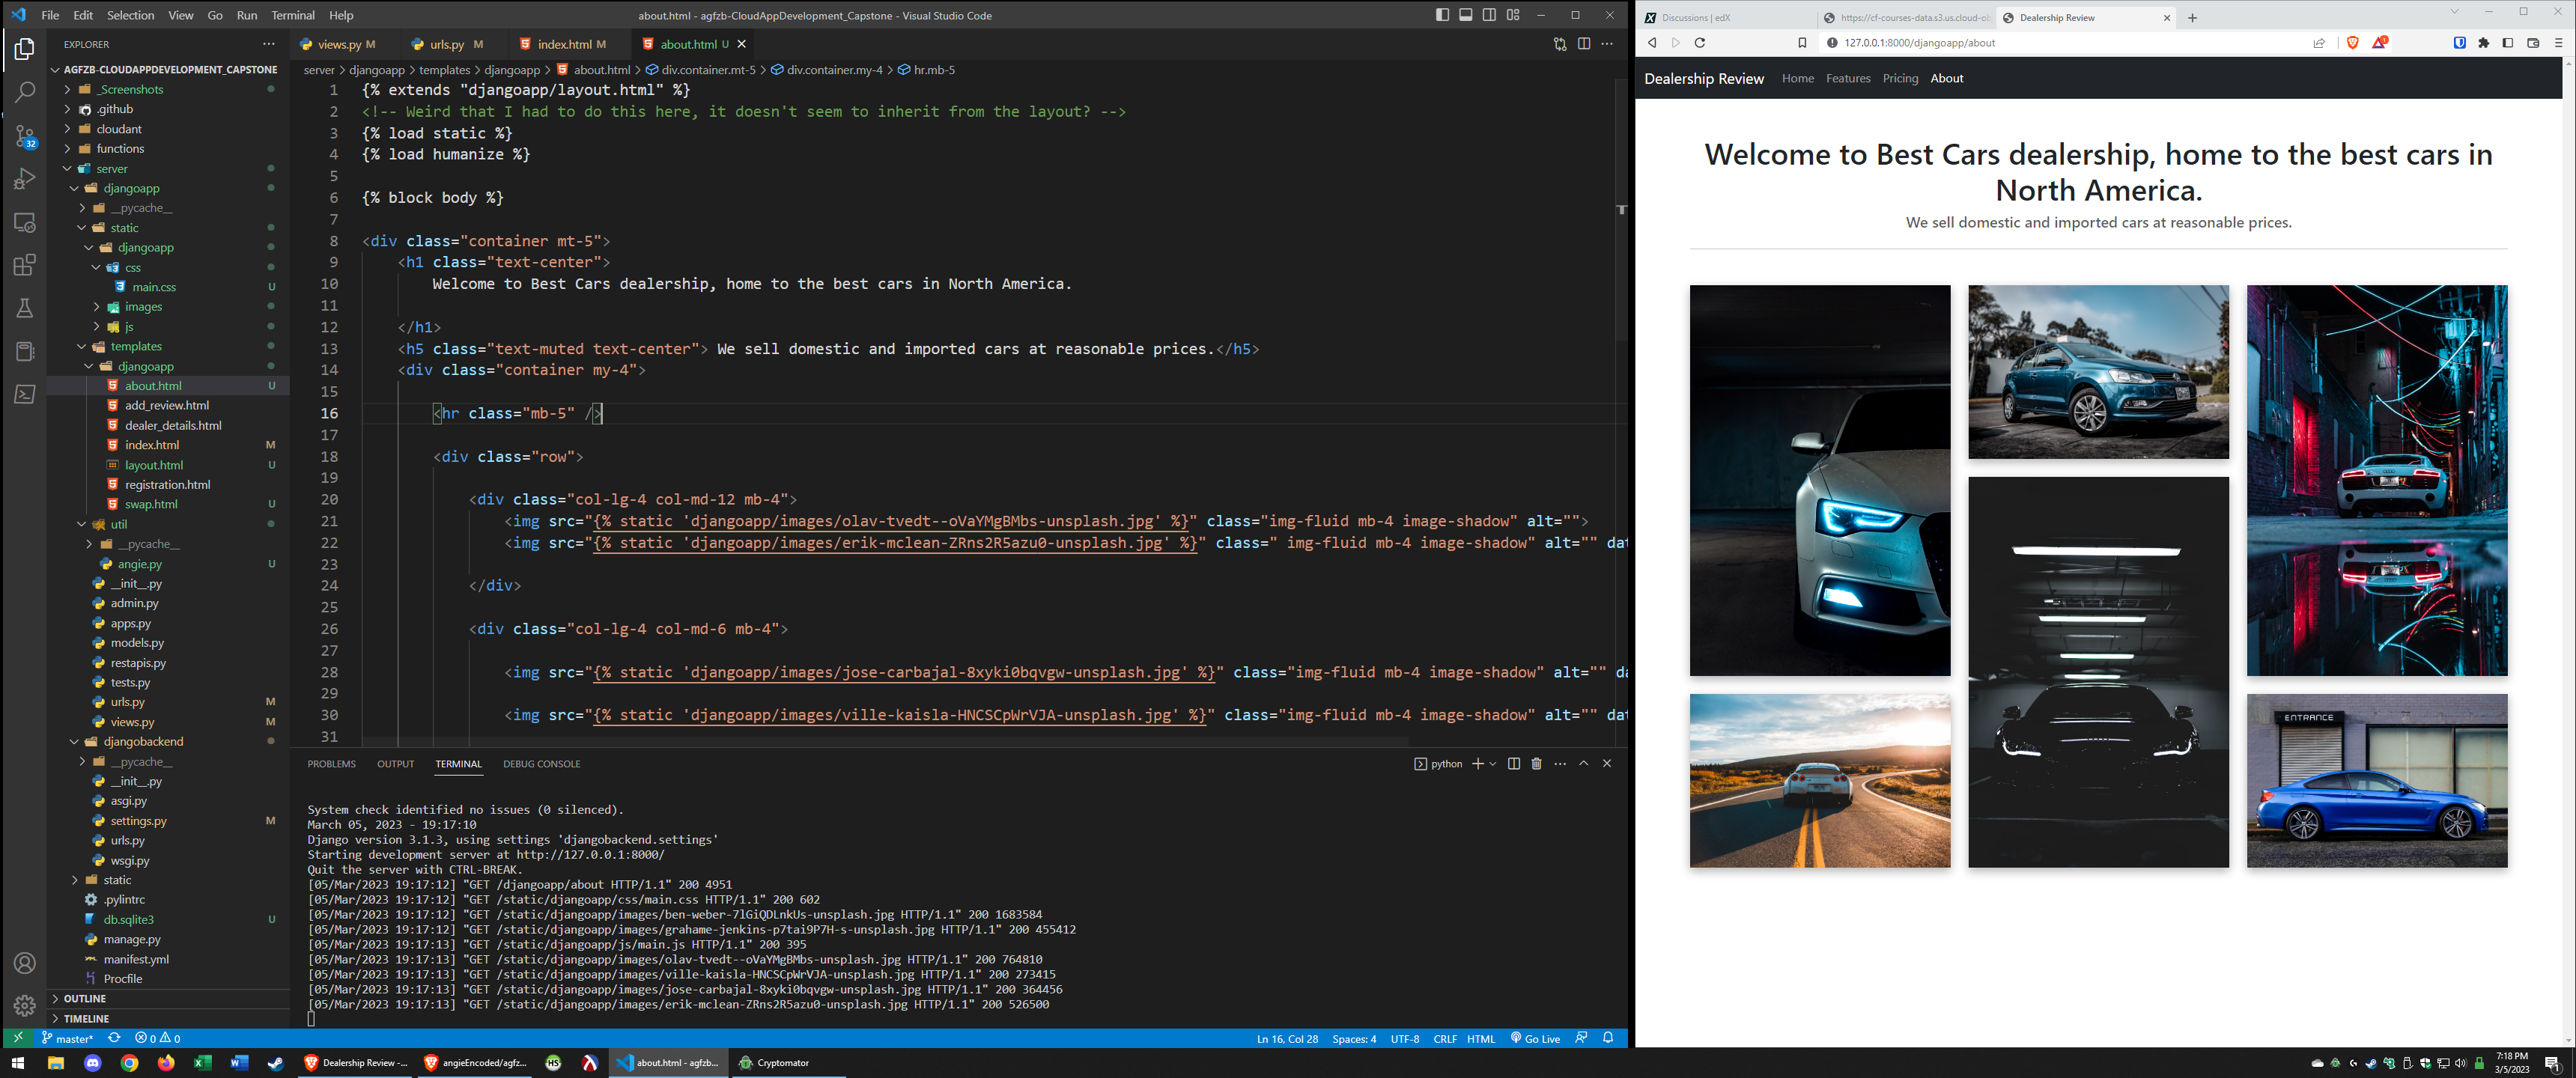 File Edit Selection View Go Run Terminal Help
about.html - agfzb-CloudAppDevelopment_Capstone - Visual Studio Code
EXPLORER
AGFZB-CLOUDAPPDEVELOPMENT_CAPSTONE
_Screenshots
.github
cloudant
functions
server
djangoapp
__pycache__
static
djangoapp
css
main.css U
images
js
templates
djangoapp
about.html U
add_review.html
dealer_details.html
index.html M
layout.html U
registration.html
swap.html U
util
__pycache__
angie.py U
__init__.py
admin.py
apps.py
models.py
restapis.py
tests.py
urls.py M
views.py M
djangobackend
__pycache__
__init__.py
asgi.py
settings.py M
urls.py
wsgi.py
static
.pylintrc
db.sqlite3 U
manage.py
manifest.yml
Procfile
OUTLINE
TIMELINE
32
views.py M urls.py M index.html M about.html U
server > djangoapp > templates > djangoapp > about.html > div.container.mt-5 > div.container.my-4 > hr.mb-5
1 {% extends "djangoapp/layout.html" %}
2 <!-- Weird that I had to do this here, it doesn't seem to inherit from the layout? -->
3 {% load static %}
4 {% load humanize %}
5
6 {% block body %}
7
8 <div class="container mt-5">
9 <h1 class="text-center">
10 Welcome to Best Cars dealership, home to the best cars in North America.
11
12 </h1>
13 <h5 class="text-muted text-center"> We sell domestic and imported cars at reasonable prices.</h5>
14 <div class="container my-4">
15
16 <hr class="mb-5" />
17
18 <div class="row">
19
20 <div class="col-lg-4 col-md-12 mb-4">
21 <img src="{% static 'djangoapp/images/olav-tvedt--oVaYMgBMbs-unsplash.jpg' %}" class="img-fluid mb-4 image-shadow" alt="">
22 <img src="{% static 'djangoapp/images/erik-mclean-ZRns2R5azu0-unsplash.jpg' %}" class=" img-fluid mb-4 image-shadow" alt="" dat
23
24 </div>
25
26 <div class="col-lg-4 col-md-6 mb-4">
27
28 <img src="{% static 'djangoapp/images/jose-carbajal-8xyki0bqvgw-unsplash.jpg' %}" class="img-fluid mb-4 image-shadow" alt="" da
29
30 <img src="{% static 'djangoapp/images/ville-kaisla-HNCSCpWrVJA-unsplash.jpg' %}" class="img-fluid mb-4 image-shadow" alt="" dat
31
PROBLEMS OUTPUT TERMINAL DEBUG CONSOLE
python
System check identified no issues (0 silenced).
March 05, 2023 - 19:17:10
Django version 3.1.3, using settings 'djangobackend.settings'
Starting development server at http://127.0.0.1:8000/
Quit the server with CTRL-BREAK.
[05/Mar/2023 19:17:12] "GET /djangoapp/about HTTP/1.1" 200 4951
[05/Mar/2023 19:17:12] "GET /static/djangoapp/css/main.css HTTP/1.1" 200 602
[05/Mar/2023 19:17:12] "GET /static/djangoapp/images/ben-weber-7lGiQDLnkUs-unsplash.jpg HTTP/1.1" 200 1683584
[05/Mar/2023 19:17:12] "GET /static/djangoapp/images/grahame-jenkins-p7tai9P7H-s-unsplash.jpg HTTP/1.1" 200 455412
[05/Mar/2023 19:17:13] "GET /static/djangoapp/js/main.js HTTP/1.1" 200 395
[05/Mar/2023 19:17:13] "GET /static/djangoapp/images/olav-tvedt--oVaYMgBMbs-unsplash.jpg HTTP/1.1" 200 764810
[05/Mar/2023 19:17:13] "GET /static/djangoapp/images/ville-kaisla-HNCSCpWrVJA-unsplash.jpg HTTP/1.1" 200 273415
[05/Mar/2023 19:17:13] "GET /static/djangoapp/images/jose-carbajal-8xyki0bqvgw-unsplash.jpg HTTP/1.1" 200 364456
[05/Mar/2023 19:17:13] "GET /static/djangoapp/images/erik-mclean-ZRns2R5azu0-unsplash.jpg HTTP/1.1" 200 526500
master* 0 0
Ln 16, Col 28 Spaces: 4 UTF-8 CRLF HTML Go Live
Discussions | edX https://cf-courses-data.s3.us.cloud-ob Dealership Review
127.0.0.1:8000/djangoapp/about
Dealership Review Home Features Pricing About
Welcome to Best Cars dealership, home to the best cars in
North America.
We sell domestic and imported cars at reasonable prices.
ENTRANCE
Dealership Review -... angieEncoded/agfz... HS about.html - agfzb... Cryptomator
7:18 PM
3/5/2023